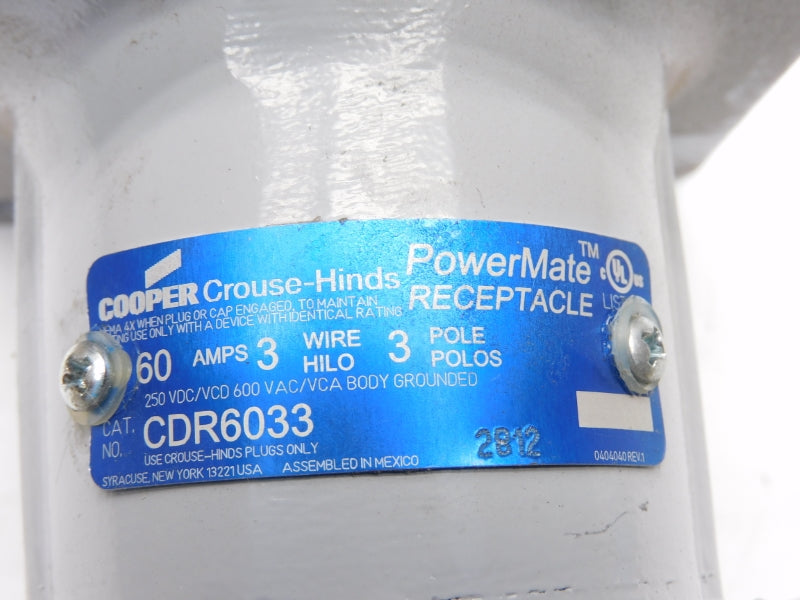 COOPER Crouse-Hinds
PowerMate™
RECEPTACLE
C UL US
4X WHEN PLUG OR CAP ENGAGED, TO MAINTAIN
USE ONLY WITH A DEVICE WITH IDENTICAL RATING
60 AMPS 3 WIRE 3 POLE
HILO POLOS
250 VDC/VCD 600 VAC/VCA BODY GROUNDED
CAT. NO. CDR6033
USE CROUSE-HINDS PLUGS ONLY
2812
SYRACUSE, NEW YORK 13221 USA ASSEMBLED IN MEXICO
0404040 REV.1